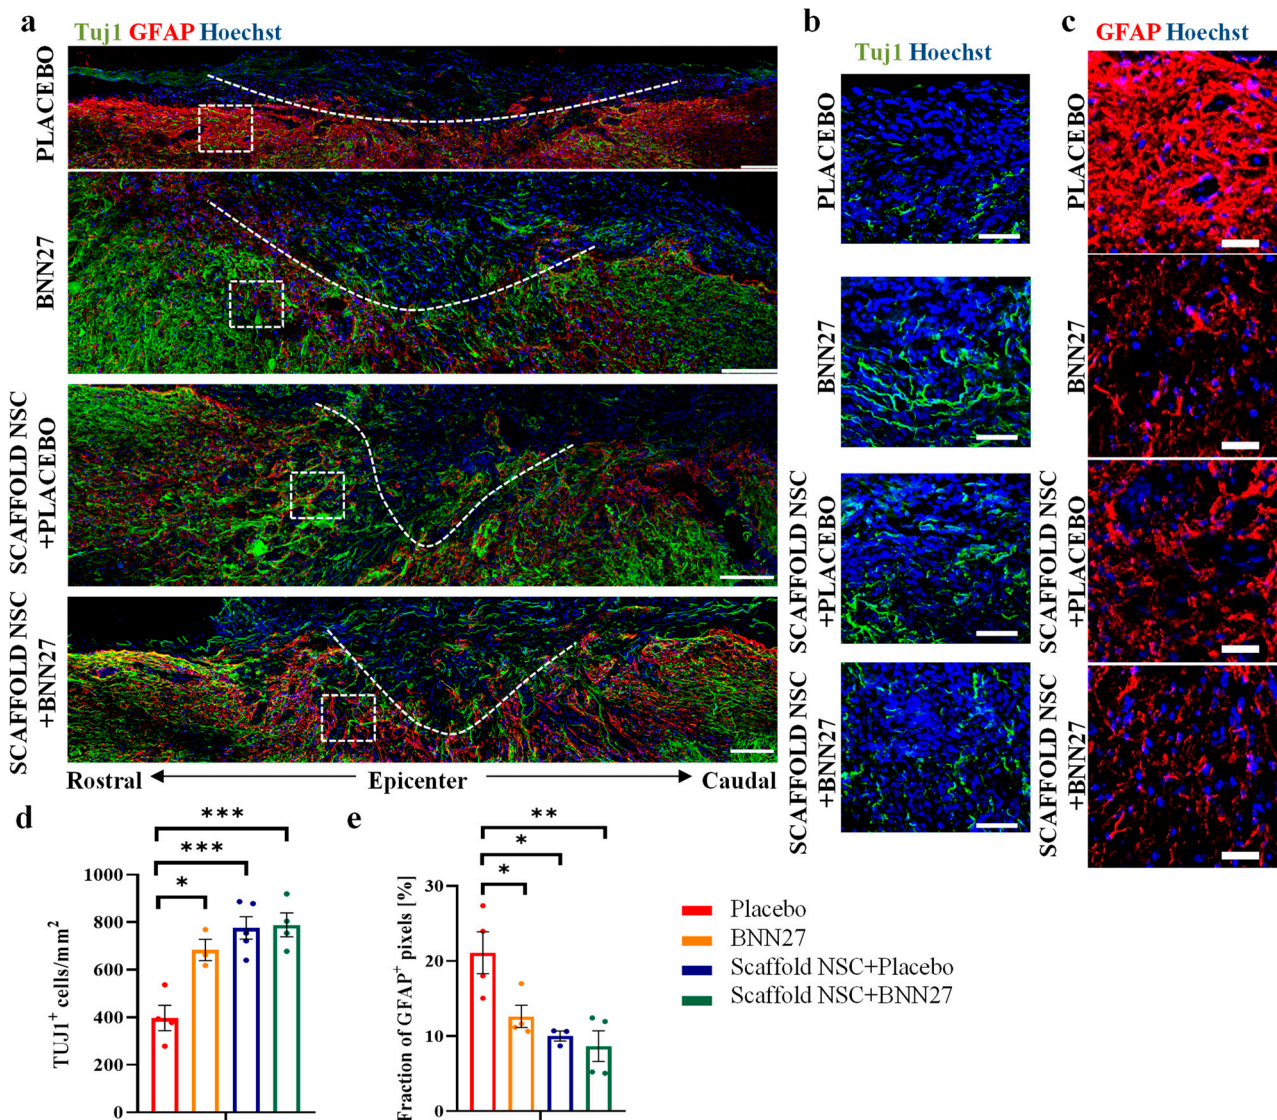 a
Tuj1 GFAP Hoechst
PLACEBO
BNN27
SCAFFOLD NSC
+PLACEBO
SCAFFOLD NSC
+BNN27
Rostral
Epicenter
Caudal
b
Tuj1 Hoechst
PLACEBO
BNN27
SCAFFOLD NSC
+PLACEBO
SCAFFOLD NSC
+BNN27
c
GFAP Hoechst
PLACEBO
BNN27
SCAFFOLD NSC
+PLACEBO
SCAFFOLD NSC
+BNN27
d
TUJ1⁺ cells/mm²
1000
800
600
400
200
0
*
***
***
e
Fraction of GFAP⁺ pixels [%]
30
20
10
0
*
*
**
Placebo
BNN27
Scaffold NSC+Placebo
Scaffold NSC+BNN27